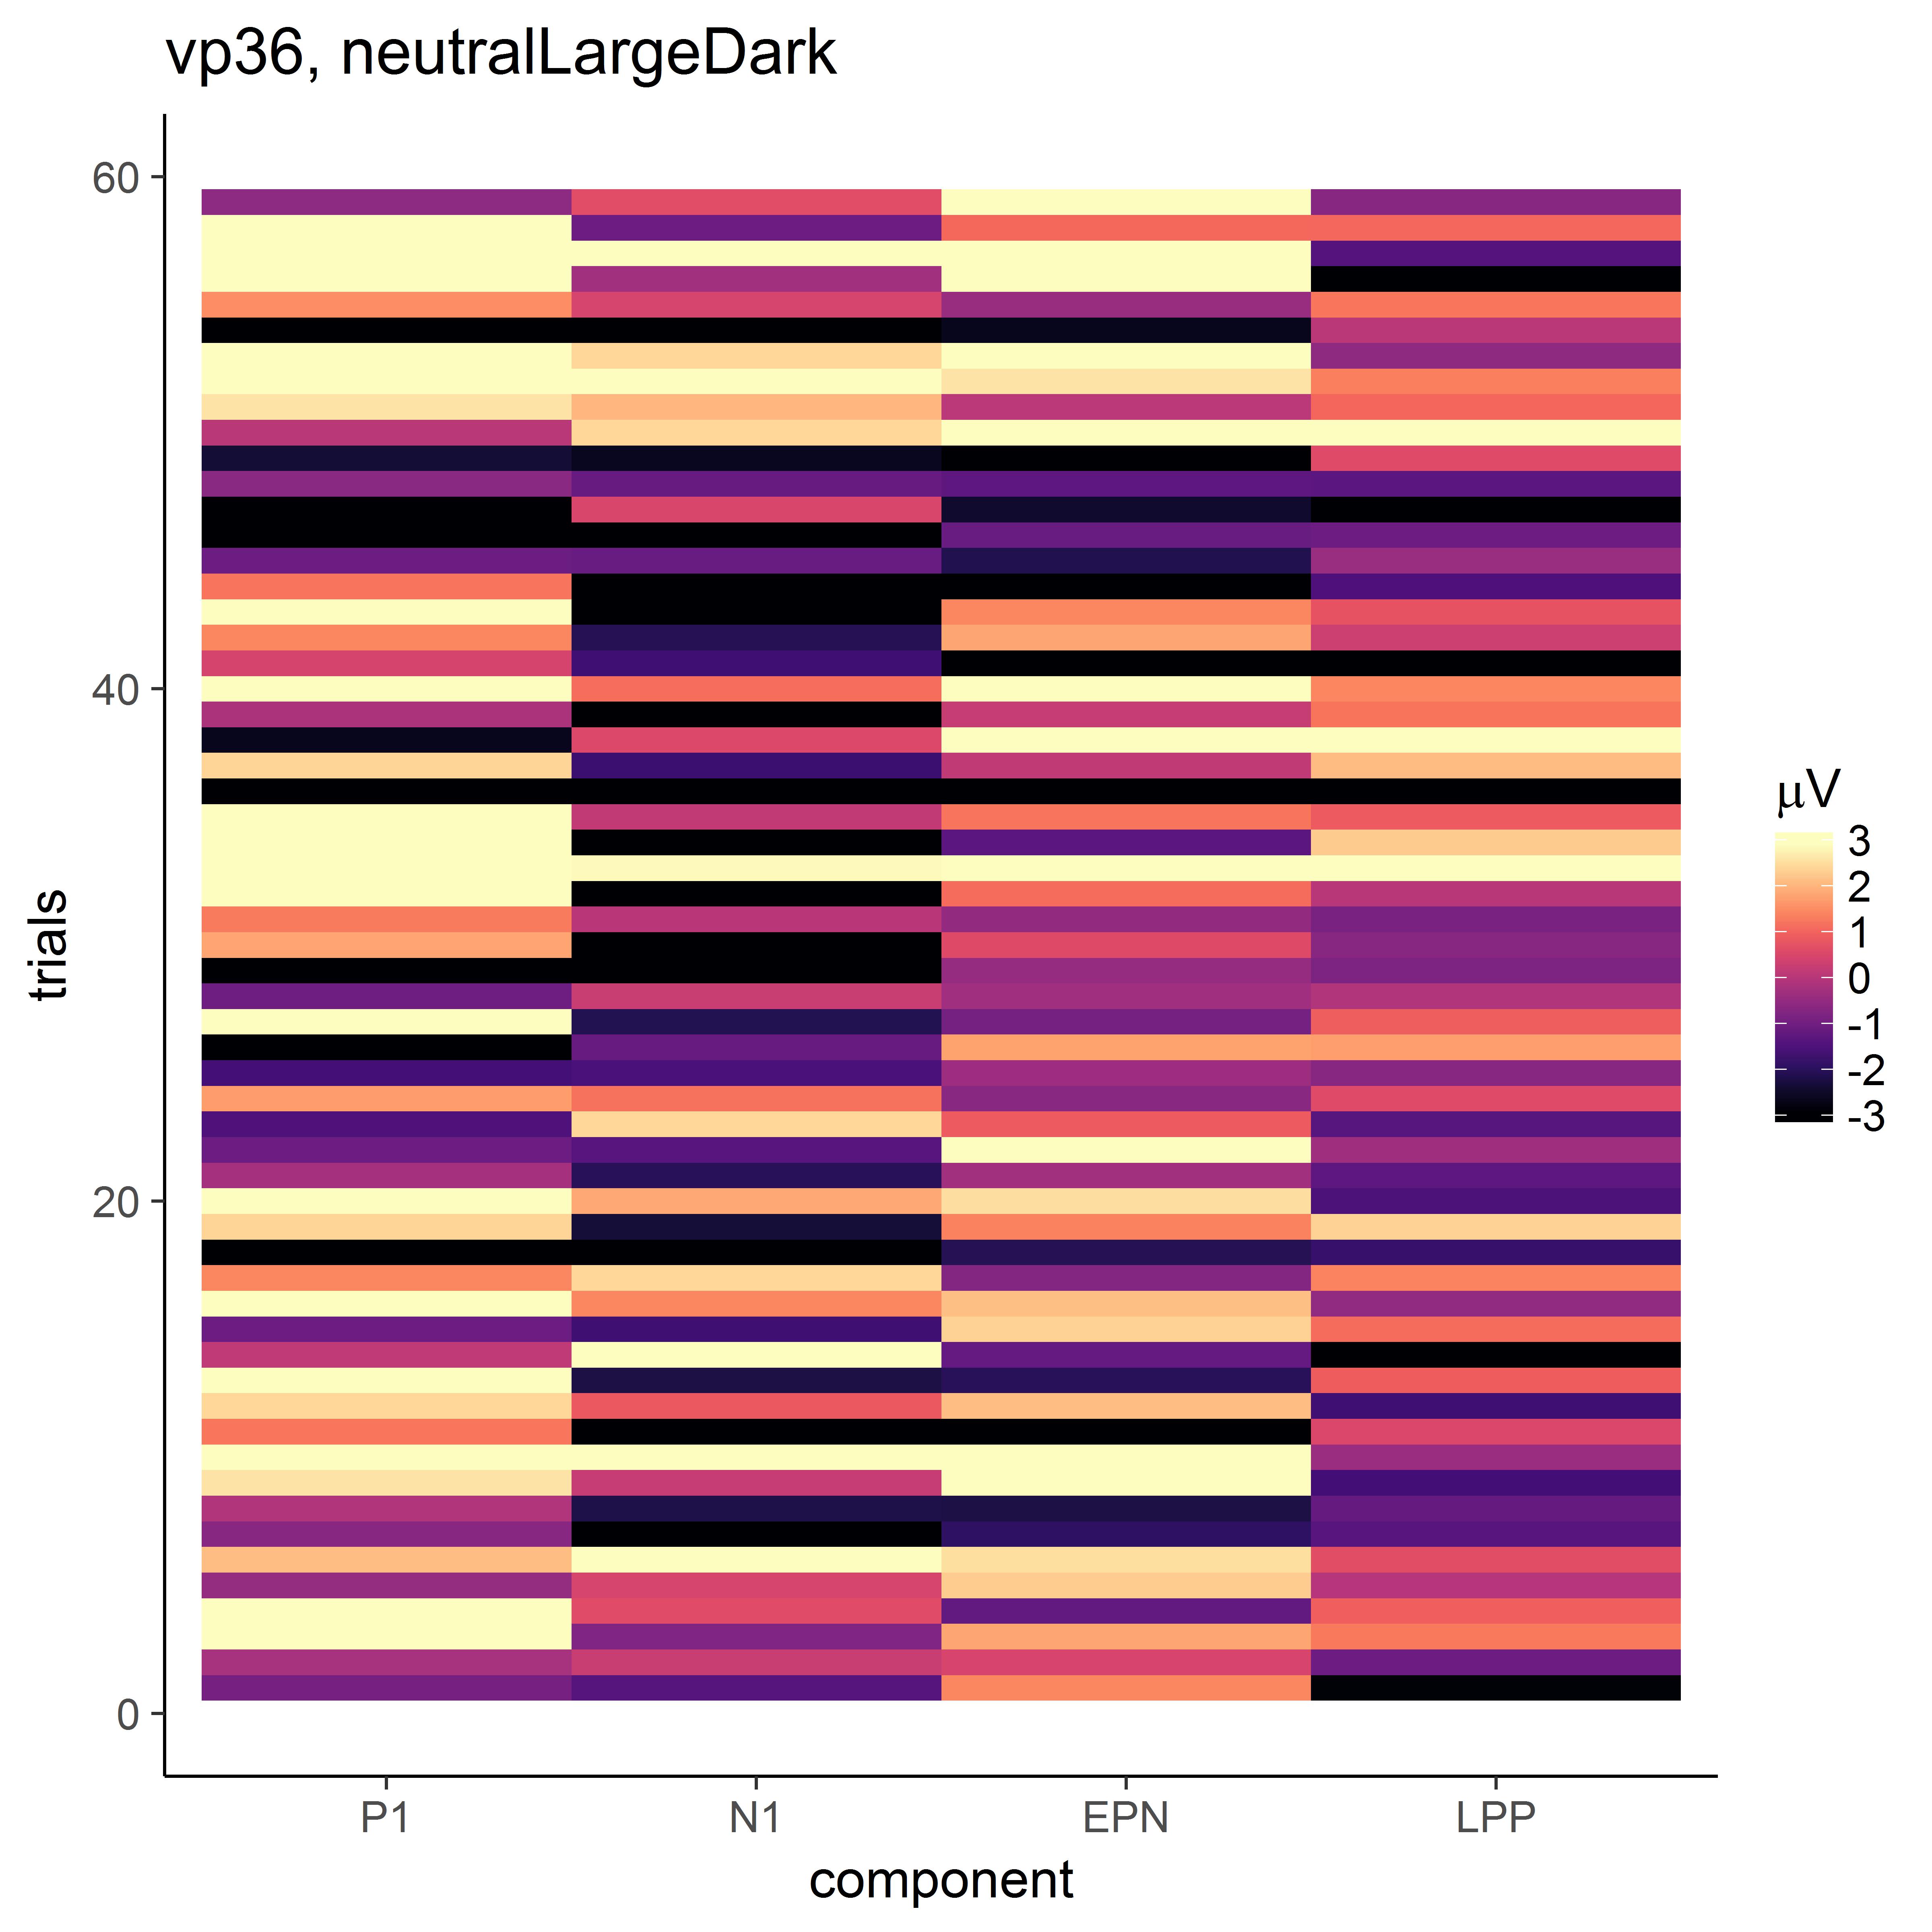 vp36, neutralLargeDark
60
40
20
0
trials
P1 N1 EPN LPP
component
μV
3
2
1
0
-1
-2
-3